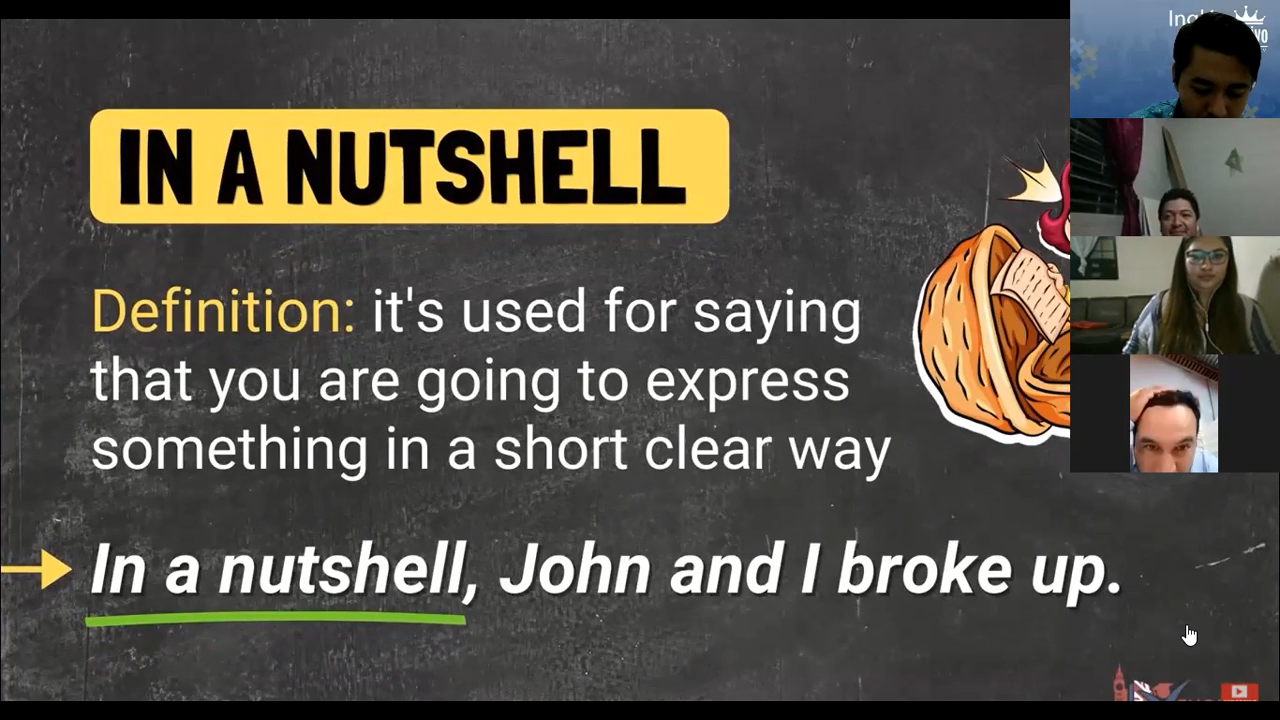 IN A NUTSHELL
Definition: it's used for saying
that you are going to express
something in a short clear way
In a nutshell, John and I broke up.